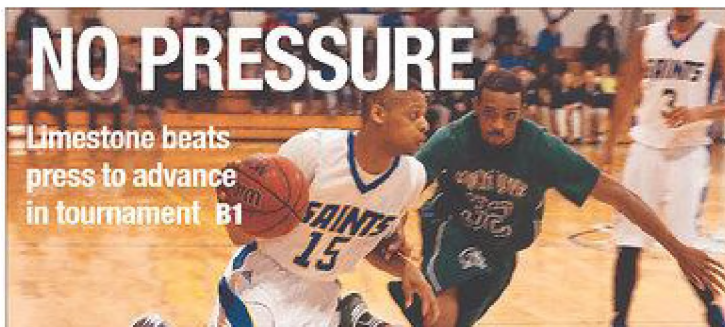 NO PRESSURE
Limestone beats
press to advance
in tournament B1
SAINTS
15
SAINTS
3
32